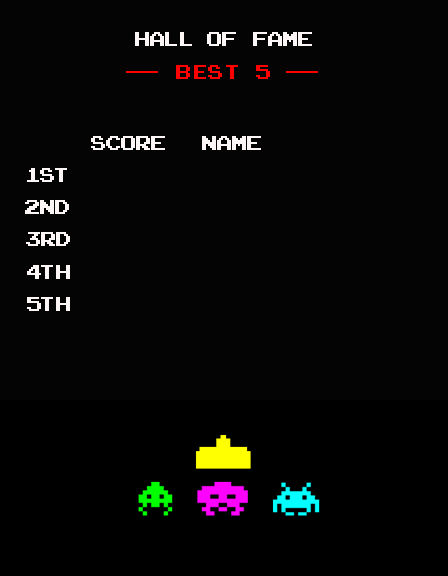 HALL OF FAME
— BEST 5 —
SCORE NAME
1ST
2ND
3RD
4TH
5TH